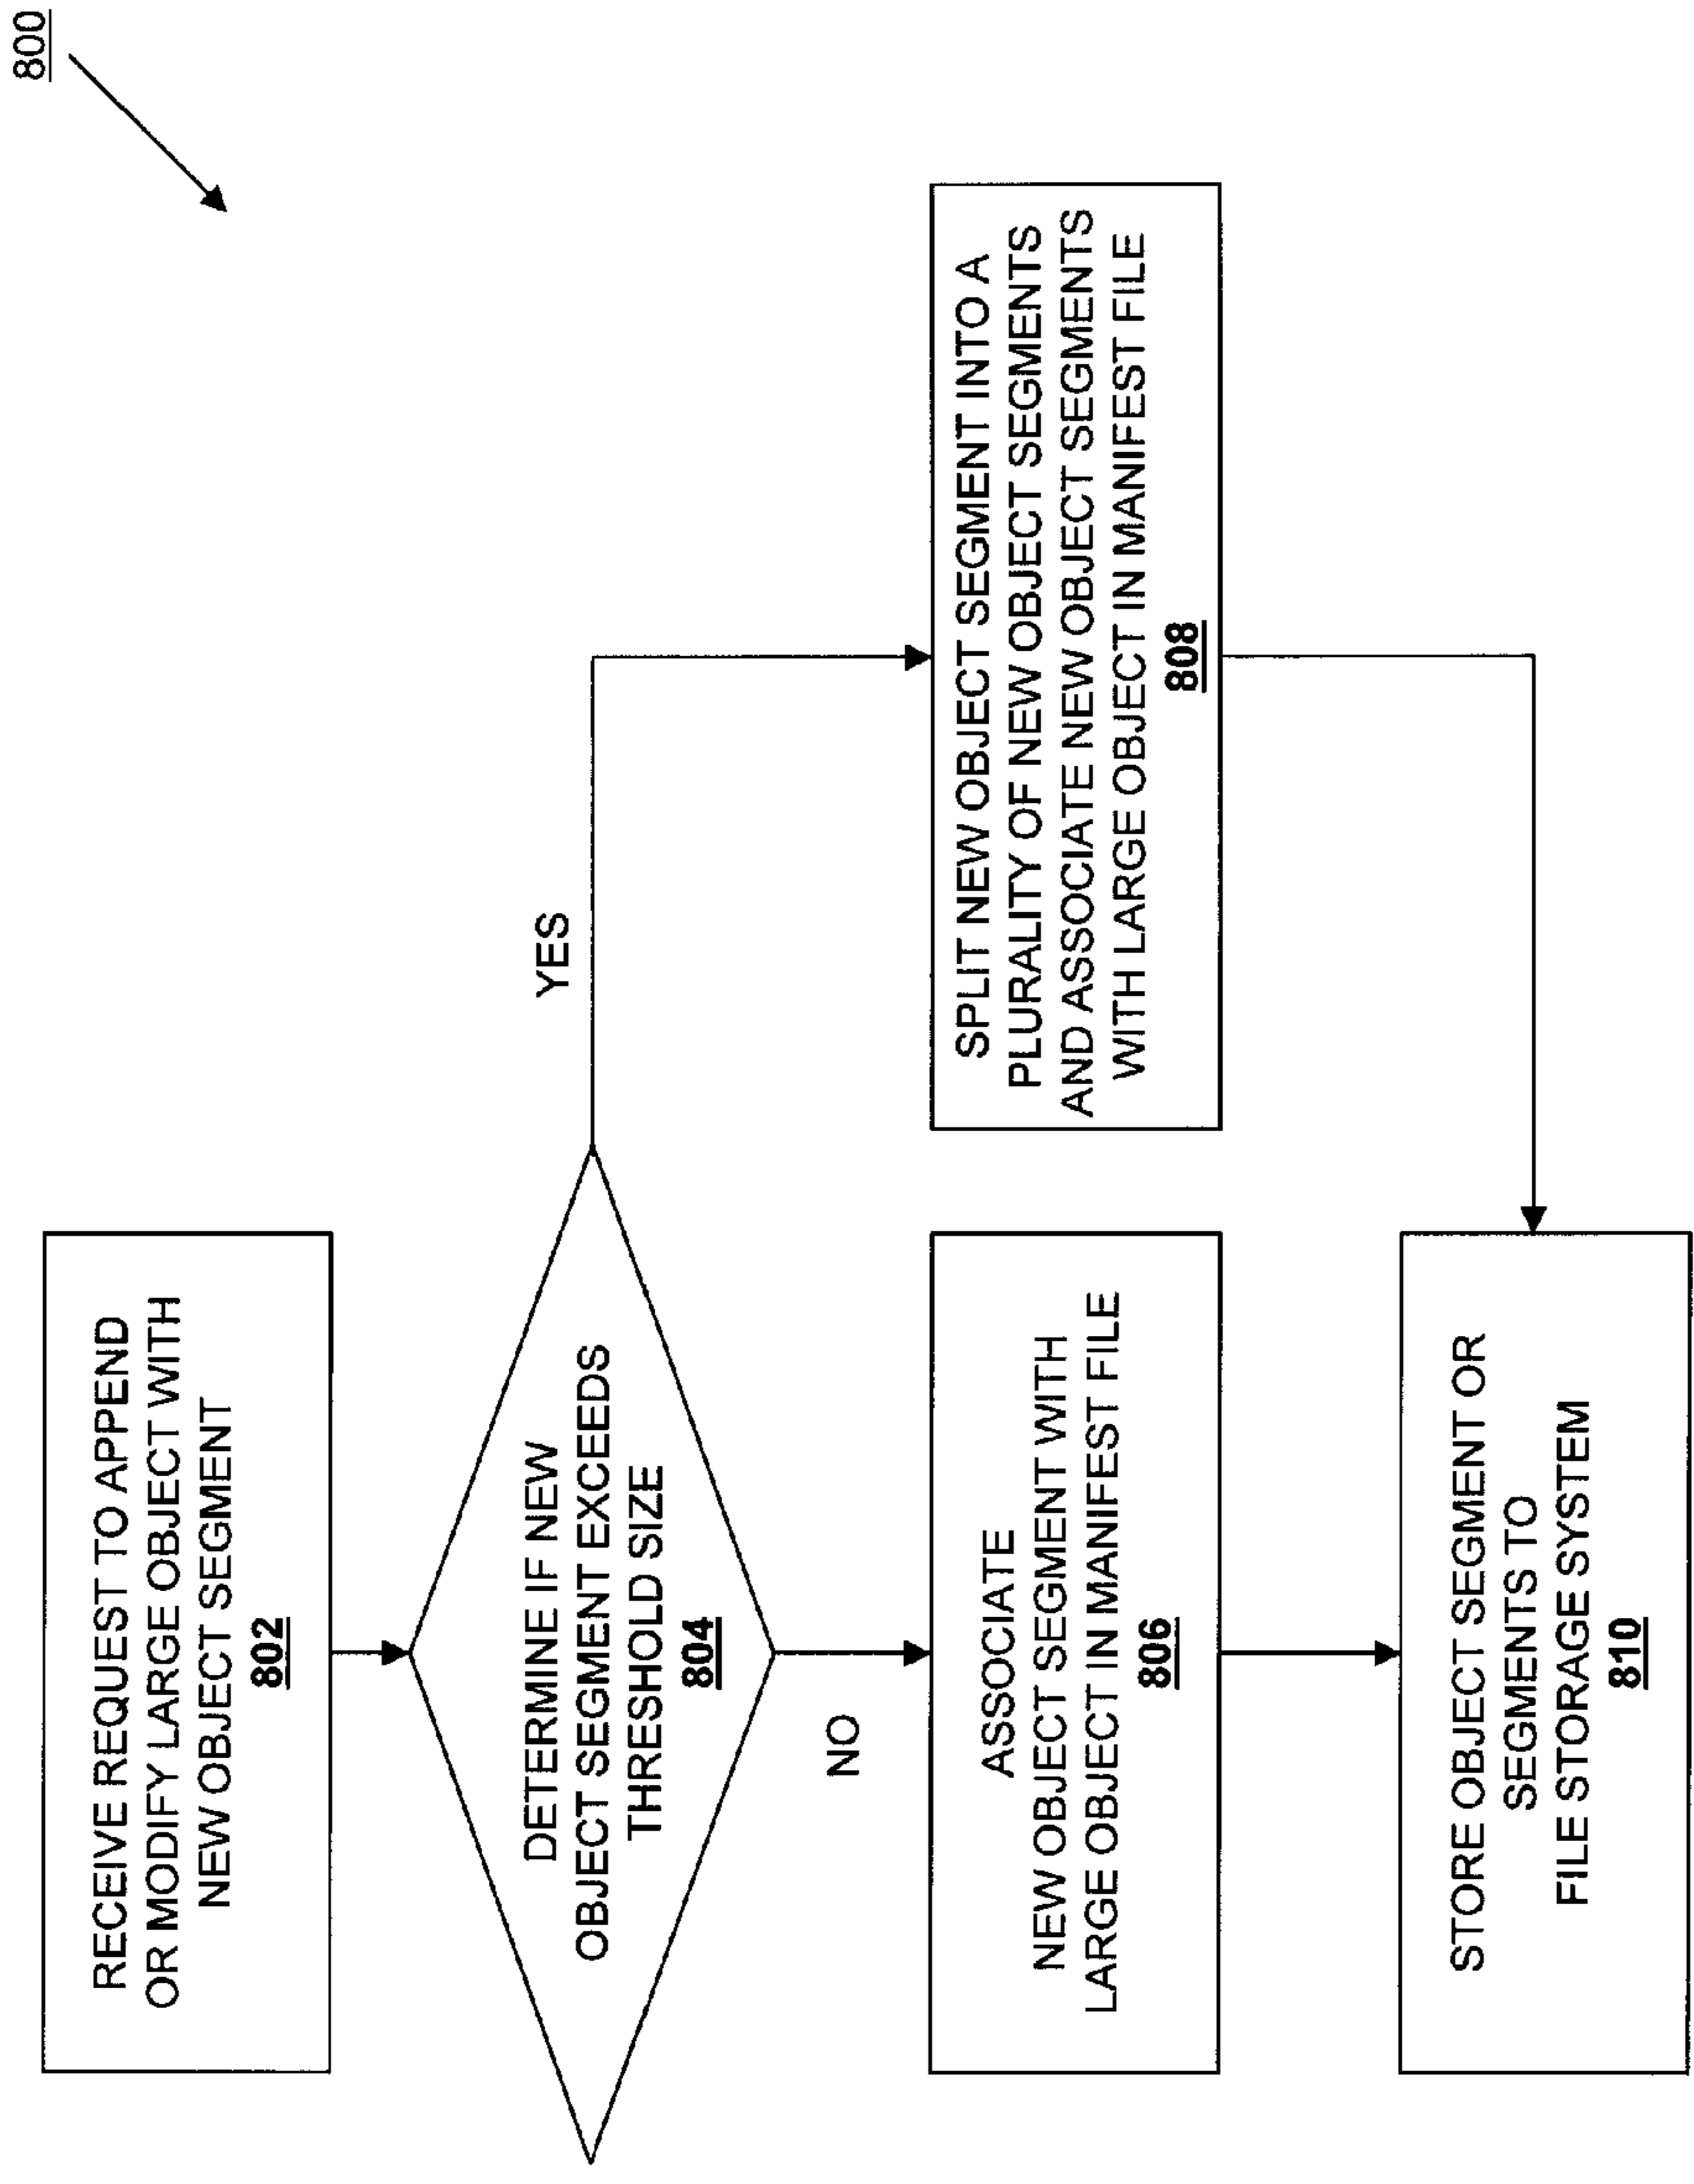 800
RECEIVE REQUEST TO APPEND
OR MODIFY LARGE OBJECT WITH
NEW OBJECT SEGMENT
802
DETERMINE IF NEW
OBJECT SEGMENT EXCEEDS
THRESHOLD SIZE
804
YES
NO
ASSOCIATE
NEW OBJECT SEGMENT WITH
LARGE OBJECT IN MANIFEST FILE
806
SPLIT NEW OBJECT SEGMENT INTO A
PLURALITY OF NEW OBJECT SEGMENTS
AND ASSOCIATE NEW OBJECT SEGMENTS
WITH LARGE OBJECT IN MANIFEST FILE
808
STORE OBJECT SEGMENT OR
SEGMENTS TO
FILE STORAGE SYSTEM
810